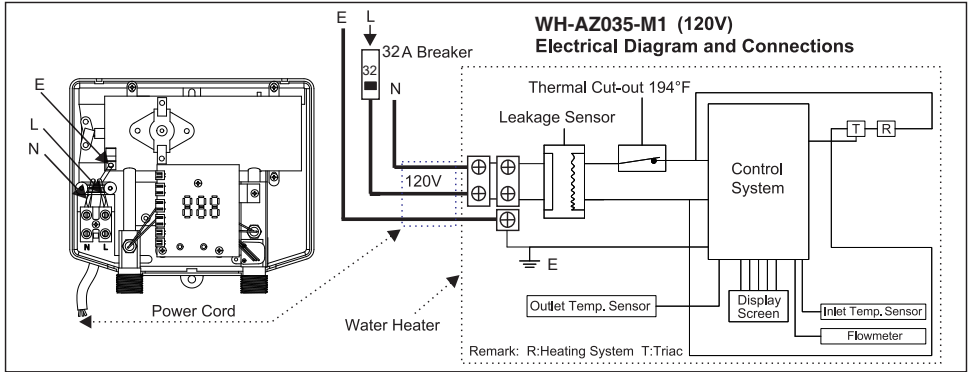 WH-AZ035-M1 (120V)
Electrical Diagram and Connections
E
L
32A Breaker
32
N
E
L
N
N
L
Power Cord
120V
Water Heater
Thermal Cut-out 194°F
Leakage Sensor
Control
System
T
R
E
Outlet Temp. Sensor
Display
Screen
Inlet Temp. Sensor
Flowmeter
Remark: R:Heating System T:Triac
888